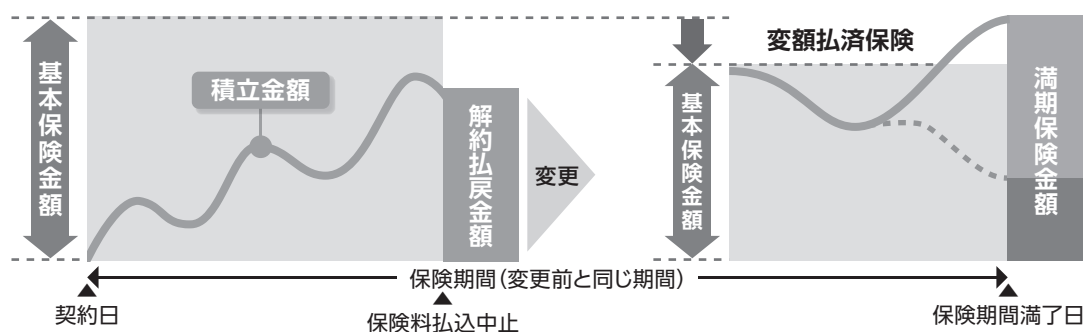 基本保険金額
積立金額
解約払戻金額
変更
変額払済保険
基本保険金額
満期保険金額
保険期間（変更前と同じ期間）
契約日
保険料払込中止
保険期間満了日